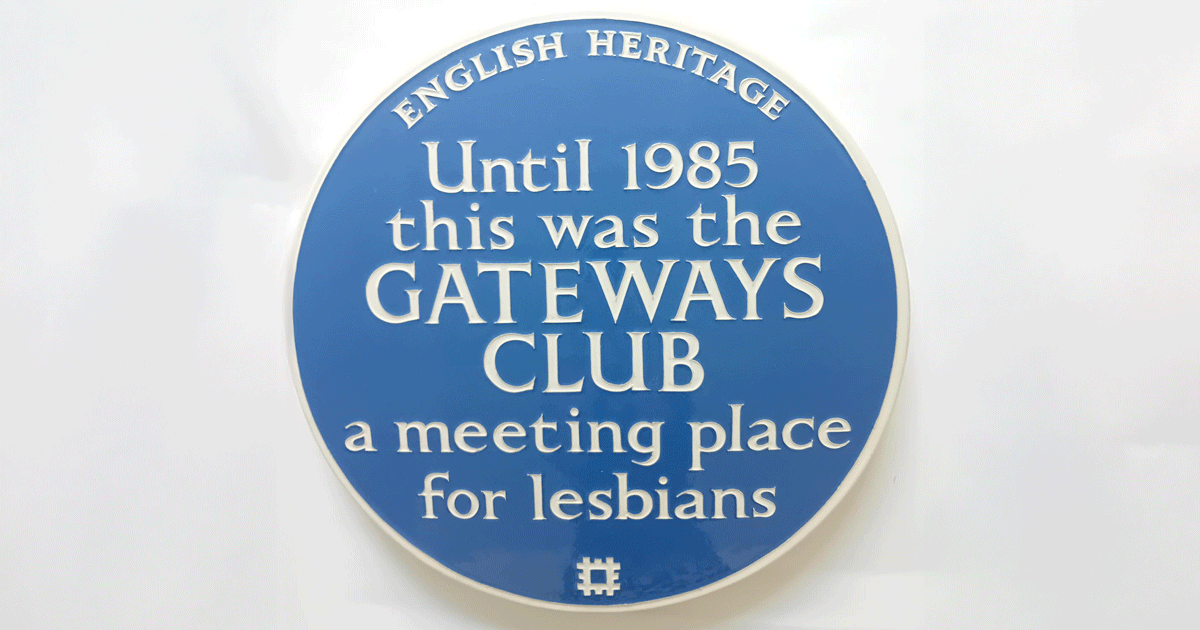 ENGLISH HERITAGE
Until 1985
this was the
GATEWAYS
CLUB
a meeting place
for lesbians